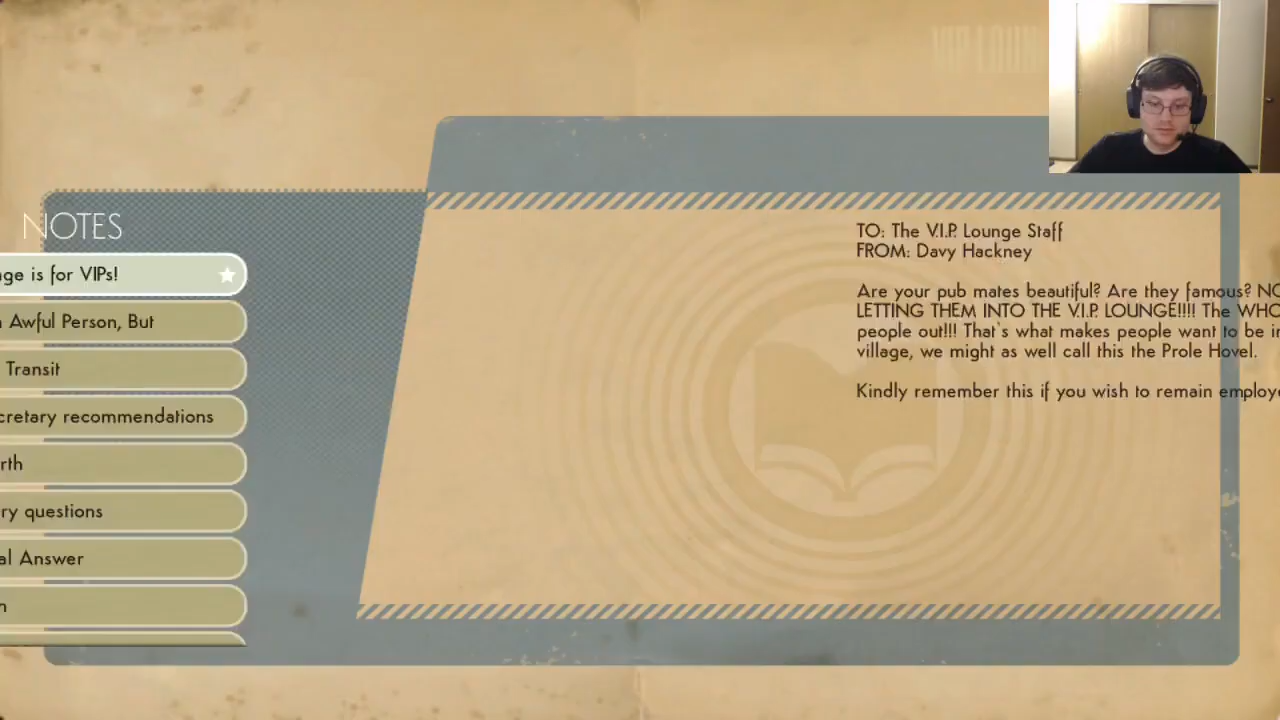 VIP LOUN
NOTES
ge is for VIPs!
Awful Person, But
Transit
cretary recommendations
rth
ry questions
al Answer
n
TO: The V.I.P. Lounge Staff
FROM: Davy Hackney
Are your pub mates beautiful? Are they famous? NO
LETTING THEM INTO THE V.I.P. LOUNGE!!!! The WHO
people out!!! That's what makes people want to be in
village, we might as well call this the Prole Hovel.
Kindly remember this if you wish to remain employe